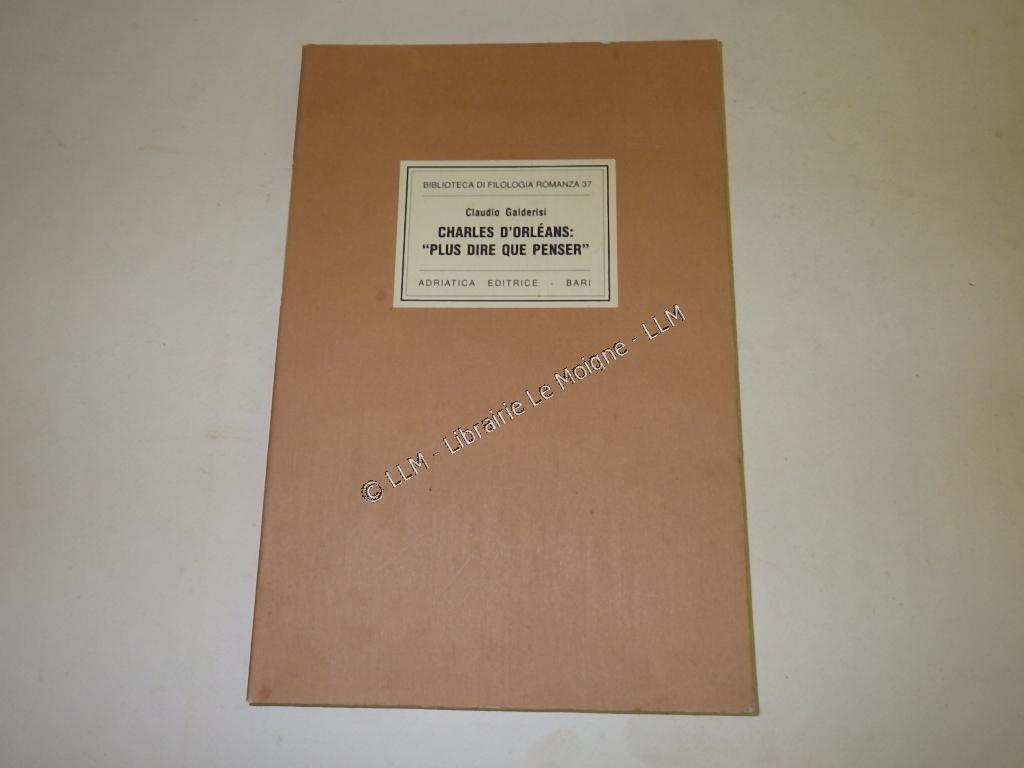 BIBLIOTECA DI FILOLOGIA ROMANZA 37
Claudio Galderisi
CHARLES D'ORLÉANS:
“PLUS DIRE QUE PENSER”
ADRIATICA EDITRICE - BARI
© LLM - Librairie Le Moigne - LLM